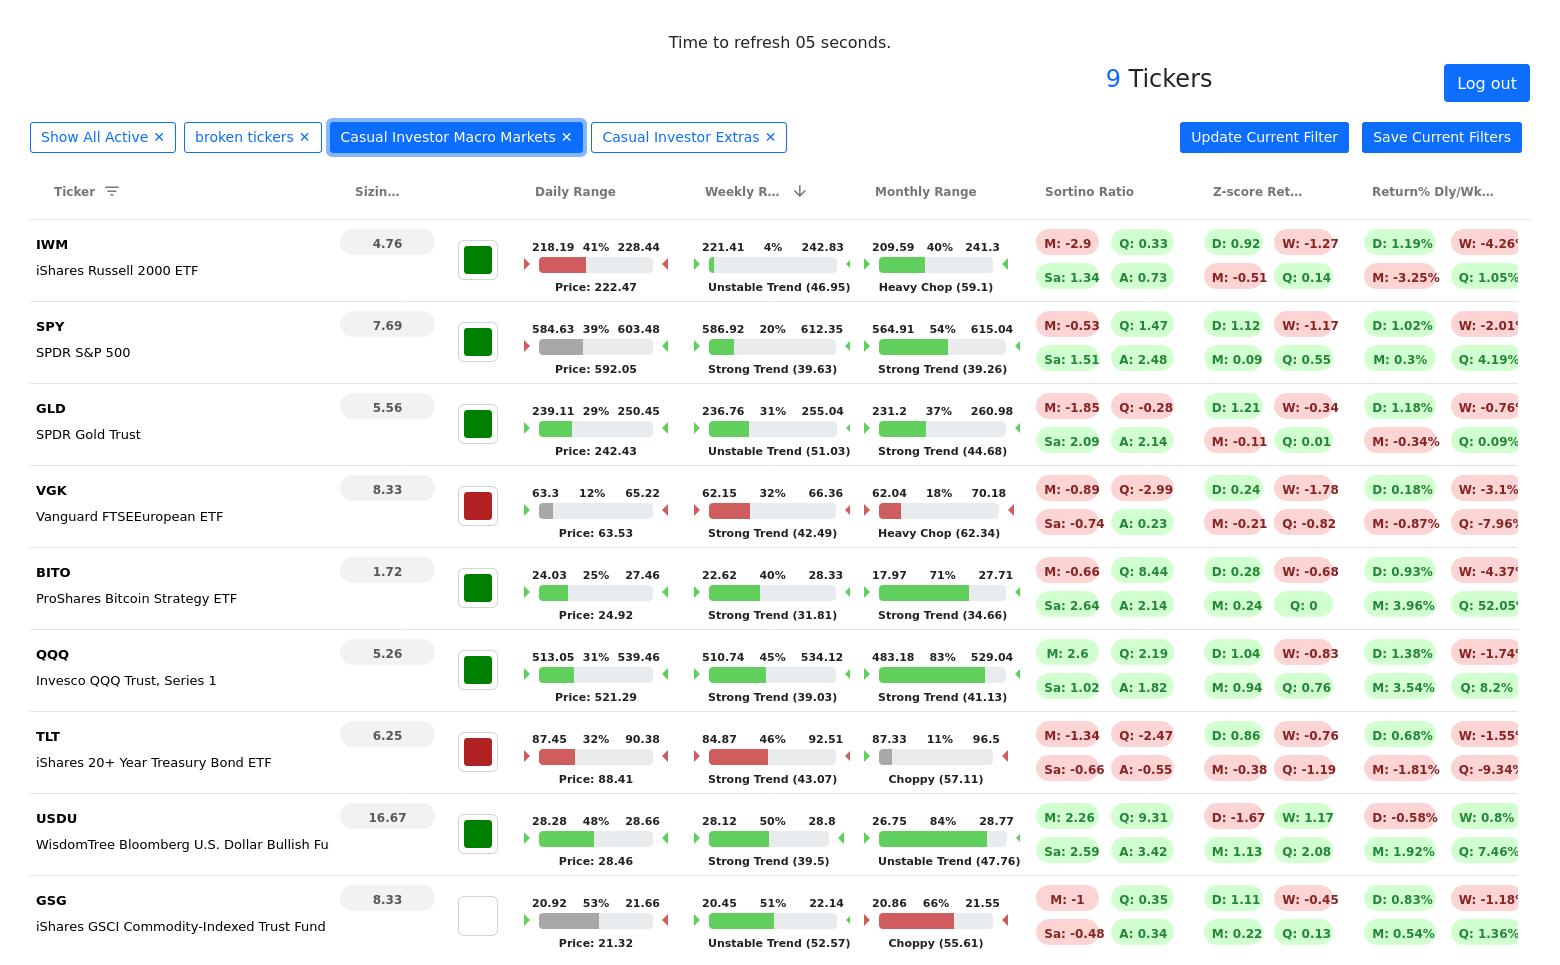 Time to refresh 05 seconds.
9 Tickers
Log out
Show All Active ✕ broken tickers ✕ Casual Investor Macro Markets ✕ Casual Investor Extras ✕ Update Current Filter Save Current Filters
Ticker Sizin... Daily Range Weekly R... Monthly Range Sortino Ratio Z-score Ret... Return% Dly/Wk...
IWM 4.76 218.19 41% 228.44 221.41 4% 242.83 209.59 40% 241.3 M: -2.9 Q: 0.33 D: 0.92 W: -1.27 D: 1.19% W: -4.26%
iShares Russell 2000 ETF Sa: 1.34 A: 0.73 M: -0.51 Q: 0.14 M: -3.25% Q: 1.05%
Price: 222.47 Unstable Trend (46.95) Heavy Chop (59.1)
SPY 7.69 584.63 39% 603.48 586.92 20% 612.35 564.91 54% 615.04 M: -0.53 Q: 1.47 D: 1.12 W: -1.17 D: 1.02% W: -2.01%
SPDR S&P 500 Sa: 1.51 A: 2.48 M: 0.09 Q: 0.55 M: 0.3% Q: 4.19%
Price: 592.05 Strong Trend (39.63) Strong Trend (39.26)
GLD 5.56 239.11 29% 250.45 236.76 31% 255.04 231.2 37% 260.98 M: -1.85 Q: -0.28 D: 1.21 W: -0.34 D: 1.18% W: -0.76%
SPDR Gold Trust Sa: 2.09 A: 2.14 M: -0.11 Q: 0.01 M: -0.34% Q: 0.09%
Price: 242.43 Unstable Trend (51.03) Strong Trend (44.68)
VGK 8.33 63.3 12% 65.22 62.15 32% 66.36 62.04 18% 70.18 M: -0.89 Q: -2.99 D: 0.24 W: -1.78 D: 0.18% W: -3.1%
Vanguard FTSEEuropean ETF Sa: -0.74 A: 0.23 M: -0.21 Q: -0.82 M: -0.87% Q: -7.96%
Price: 63.53 Strong Trend (42.49) Heavy Chop (62.34)
BITO 1.72 24.03 25% 27.46 22.62 40% 28.33 17.97 71% 27.71 M: -0.66 Q: 8.44 D: 0.28 W: -0.68 D: 0.93% W: -4.37%
ProShares Bitcoin Strategy ETF Sa: 2.64 A: 2.14 M: 0.24 Q: 0 M: 3.96% Q: 52.05%
Price: 24.92 Strong Trend (31.81) Strong Trend (34.66)
QQQ 5.26 513.05 31% 539.46 510.74 45% 534.12 483.18 83% 529.04 M: 2.6 Q: 2.19 D: 1.04 W: -0.83 D: 1.38% W: -1.74%
Invesco QQQ Trust, Series 1 Sa: 1.02 A: 1.82 M: 0.94 Q: 0.76 M: 3.54% Q: 8.2%
Price: 521.29 Strong Trend (39.03) Strong Trend (41.13)
TLT 6.25 87.45 32% 90.38 84.87 46% 92.51 87.33 11% 96.5 M: -1.34 Q: -2.47 D: 0.86 W: -0.76 D: 0.68% W: -1.55%
iShares 20+ Year Treasury Bond ETF Sa: -0.66 A: -0.55 M: -0.38 Q: -1.19 M: -1.81% Q: -9.34%
Price: 88.41 Strong Trend (43.07) Choppy (57.11)
USDU 16.67 28.28 48% 28.66 28.12 50% 28.8 26.75 84% 28.77 M: 2.26 Q: 9.31 D: -1.67 W: 1.17 D: -0.58% W: 0.8%
WisdomTree Bloomberg U.S. Dollar Bullish Fu Sa: 2.59 A: 3.42 M: 1.13 Q: 2.08 M: 1.92% Q: 7.46%
Price: 28.46 Strong Trend (39.5) Unstable Trend (47.76)
GSG 8.33 20.92 53% 21.66 20.45 51% 22.14 20.86 66% 21.55 M: -1 Q: 0.35 D: 1.11 W: -0.45 D: 0.83% W: -1.18%
iShares GSCI Commodity-Indexed Trust Fund Sa: -0.48 A: 0.34 M: 0.22 Q: 0.13 M: 0.54% Q: 1.36%
Price: 21.32 Unstable Trend (52.57) Choppy (55.61)